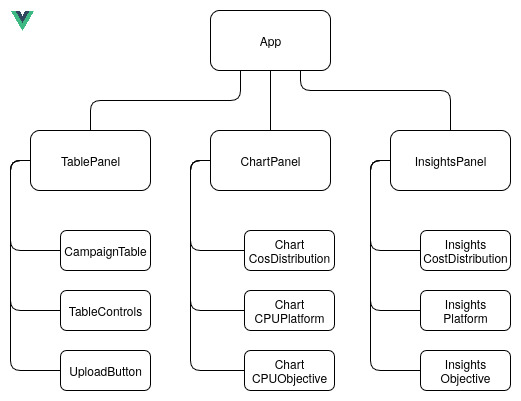 App
TablePanel
ChartPanel
InsightsPanel
CampaignTable
Chart
CosDistribution
Insights
CostDistribution
TableControls
Chart
CPUPlatform
Insights
Platform
UploadButton
Chart
CPUObjective
Insights
Objective